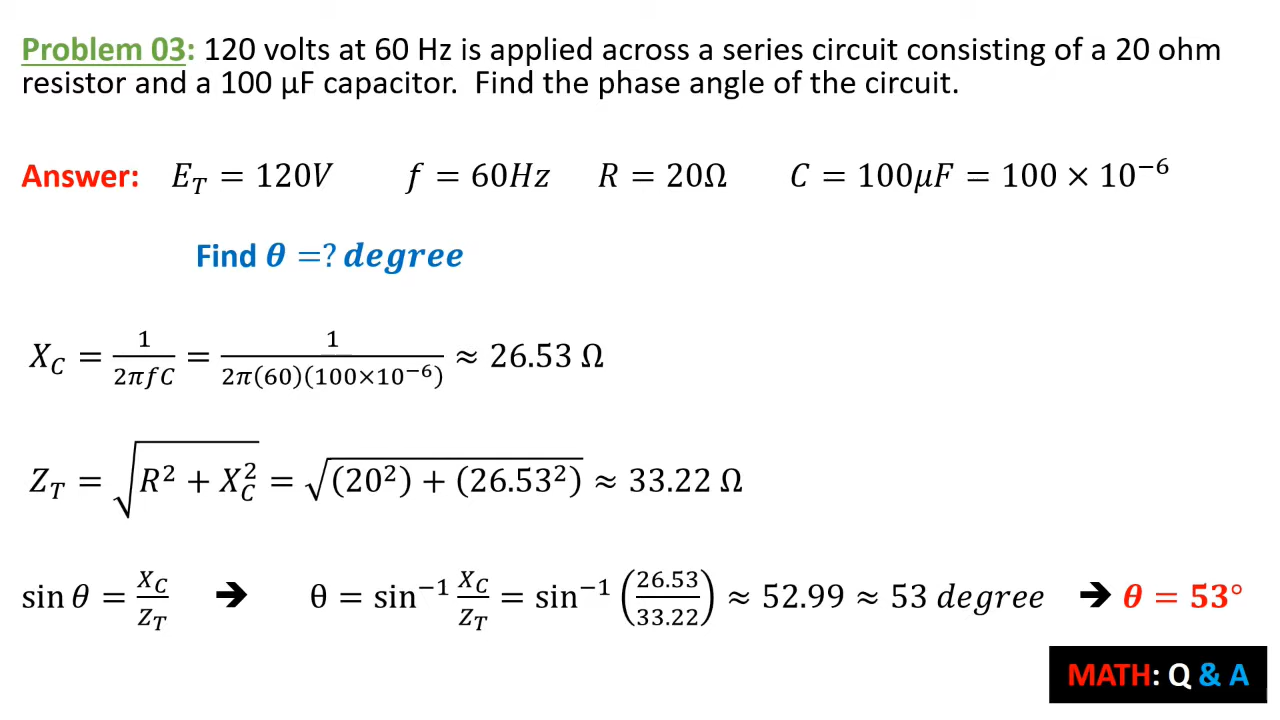 Problem 03: 120 volts at 60 Hz is applied across a series circuit consisting of a 20 ohm
resistor and a 100 µF capacitor. Find the phase angle of the circuit.
Answer: E_T = 120V f = 60Hz R = 20Ω C = 100μF = 100 × 10⁻⁶
Find θ =? degree
X_C = 1/(2πfC) = 1/(2π(60)(100×10⁻⁶)) ≈ 26.53 Ω
Z_T = √(R² + X_C²) = √((20²) + (26.53²)) ≈ 33.22 Ω
sin θ = X_C/Z_T ➔ θ = sin⁻¹ X_C/Z_T = sin⁻¹(26.53/33.22) ≈ 52.99 ≈ 53 degree ➔ θ = 53°
MATH: Q & A